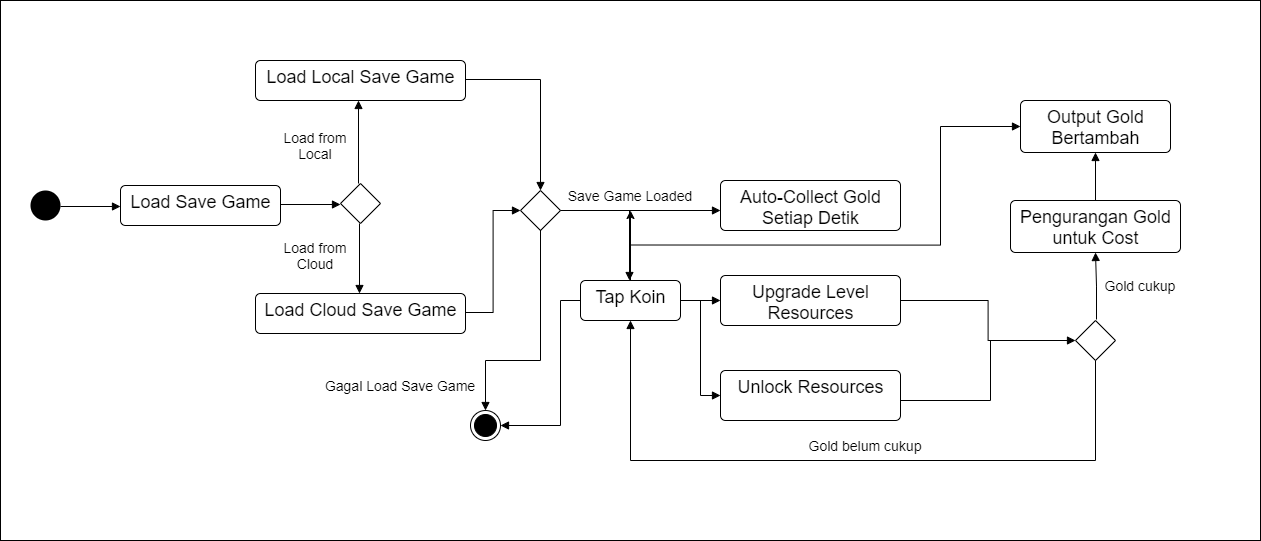 Load Local Save Game
Load from
Local
Load Save Game
Load from
Cloud
Load Cloud Save Game
Save Game Loaded
Gagal Load Save Game
Auto-Collect Gold
Setiap Detik
Tap Koin
Upgrade Level
Resources
Unlock Resources
Output Gold
Bertambah
Pengurangan Gold
untuk Cost
Gold cukup
Gold belum cukup